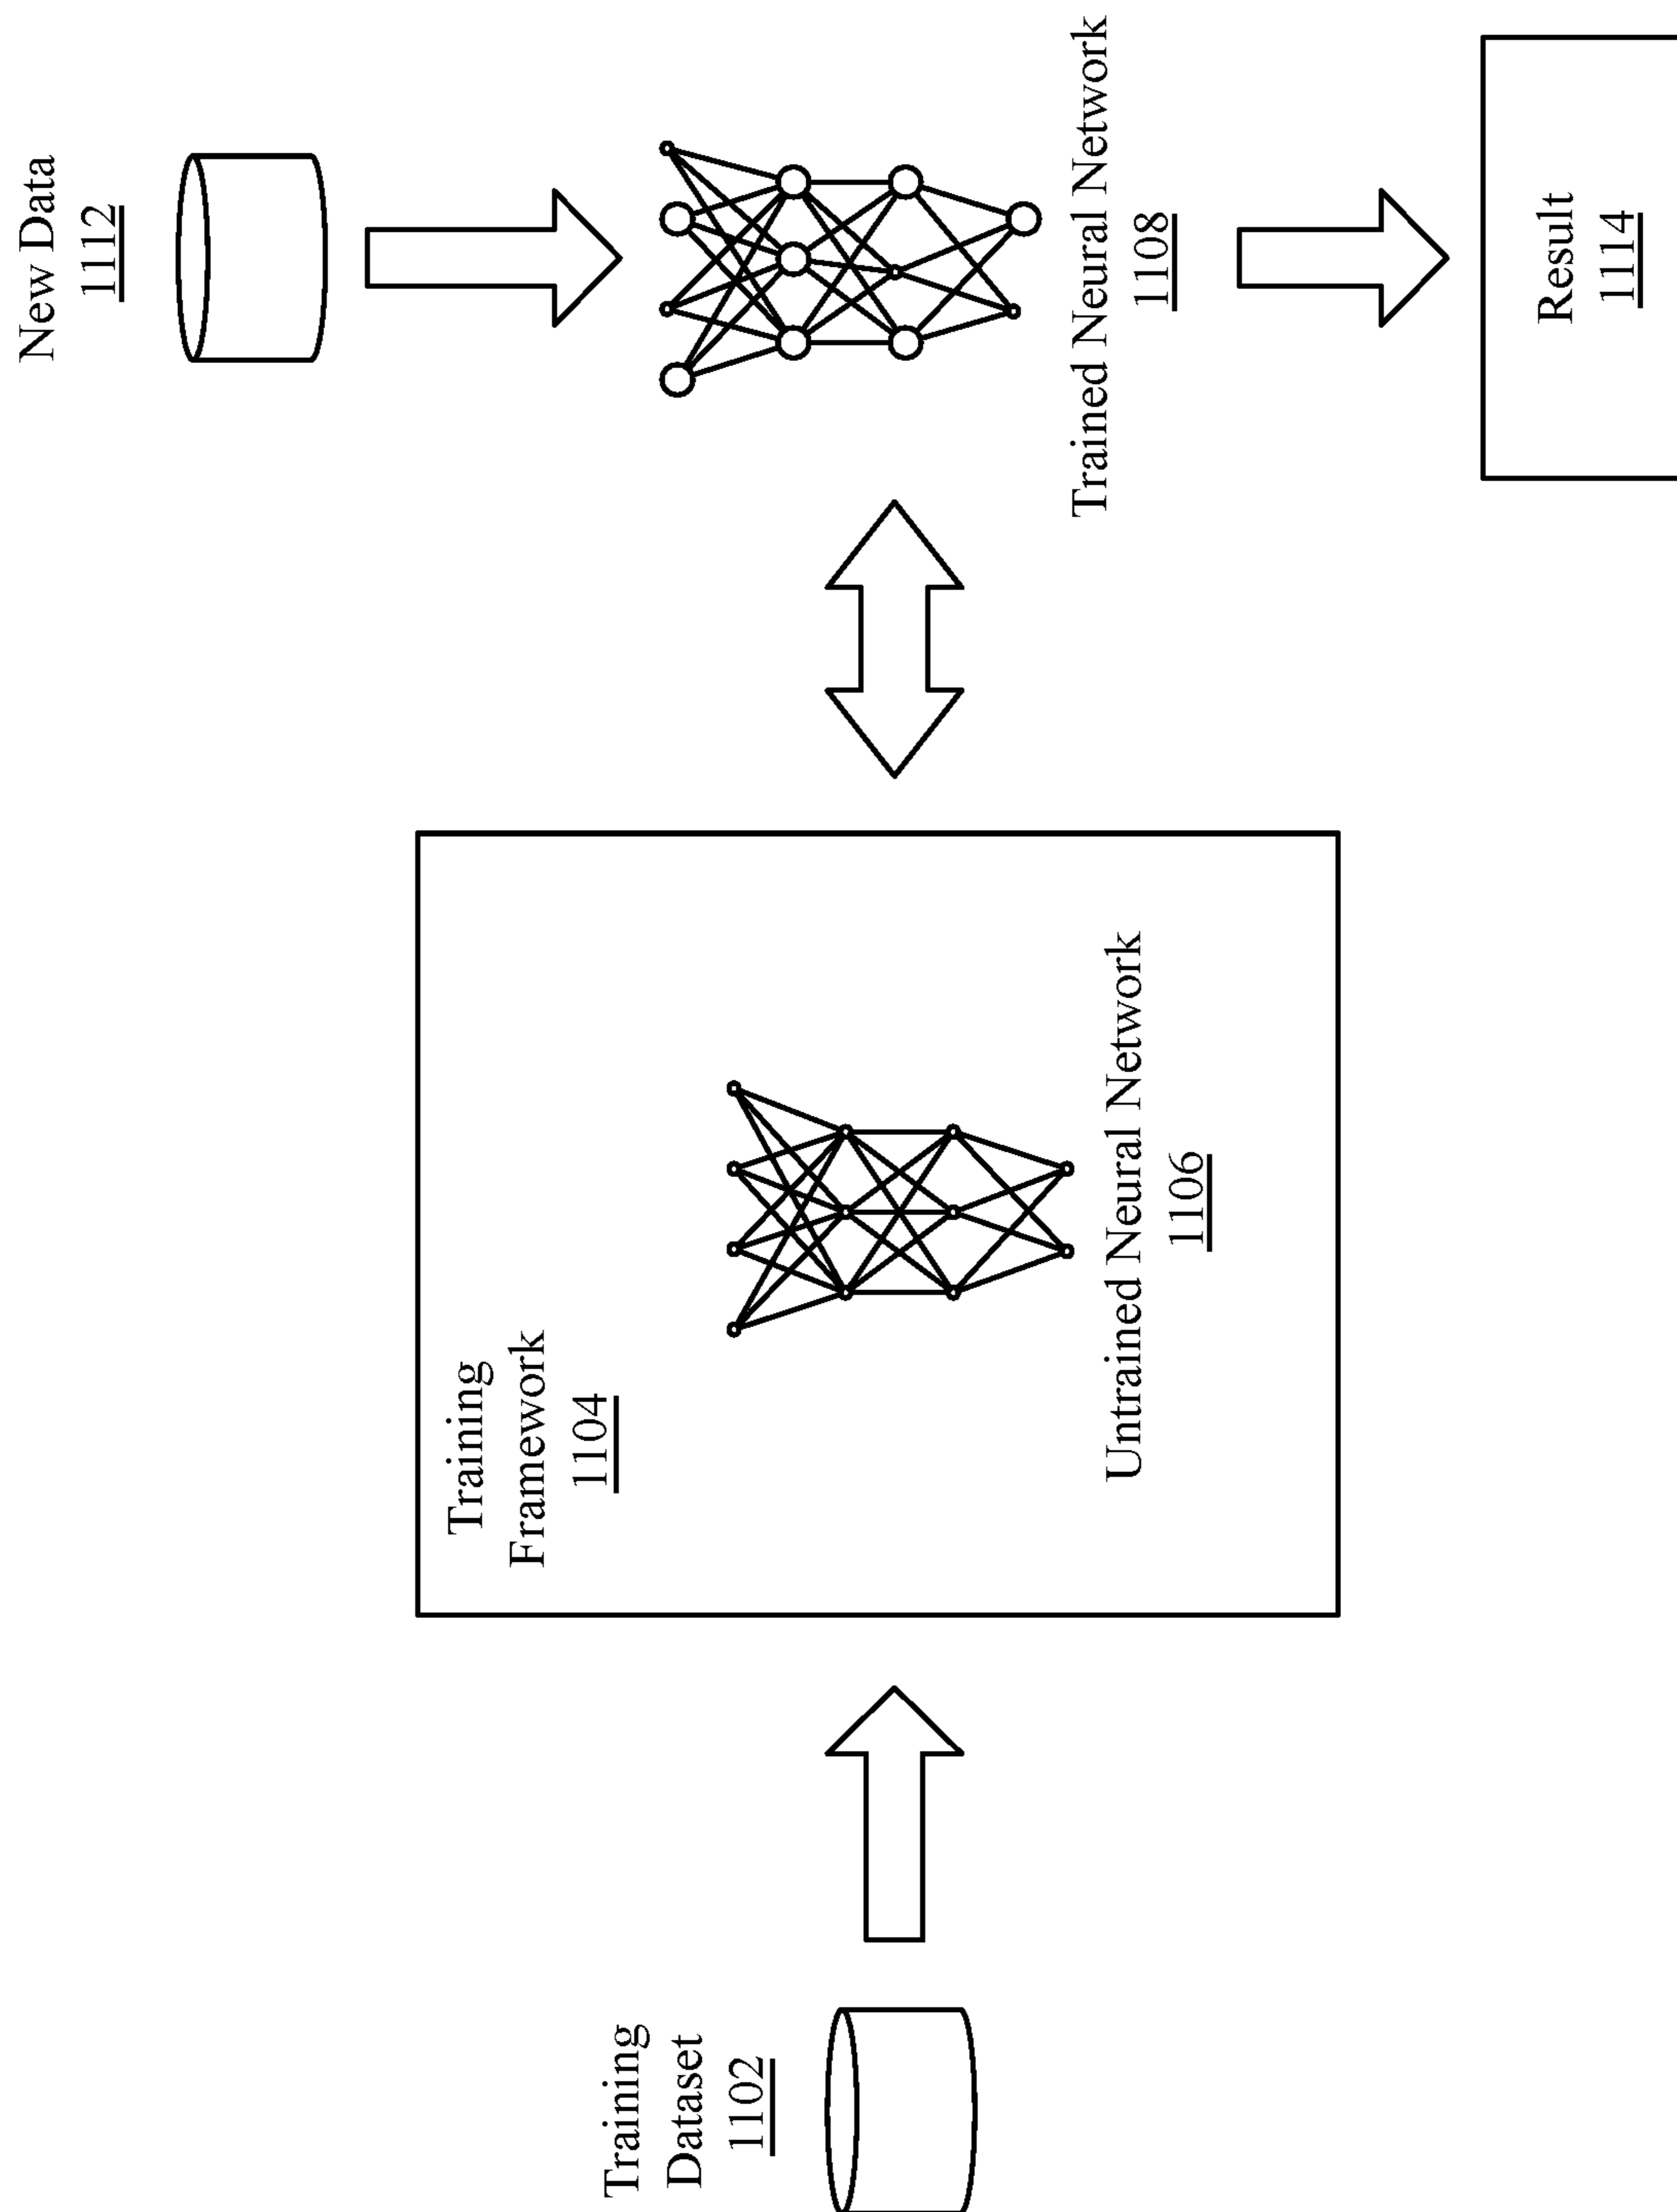 Training
Dataset
1102
Training
Framework
1104
Untrained Neural Network
1106
New Data
1112
Trained Neural Network
1108
Result
1114